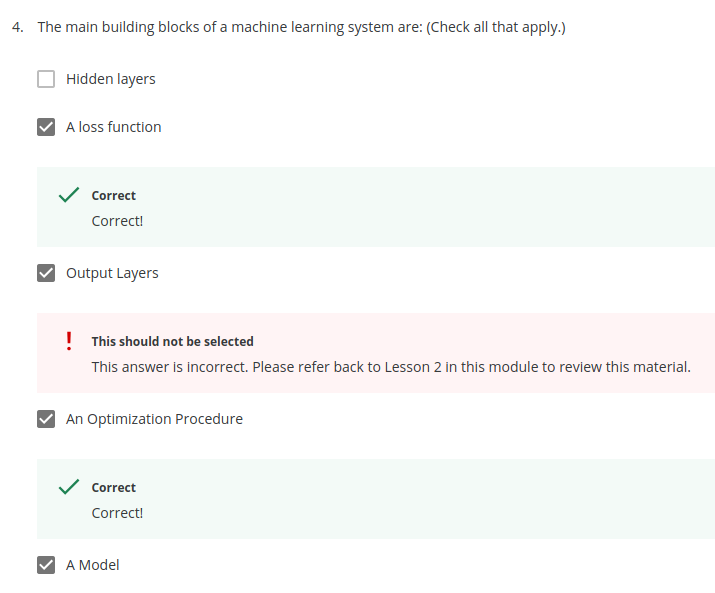 4. The main building blocks of a machine learning system are: (Check all that apply.)
Hidden layers
A loss function
Correct
Correct!
Output Layers
! This should not be selected
This answer is incorrect. Please refer back to Lesson 2 in this module to review this material.
An Optimization Procedure
Correct
Correct!
A Model